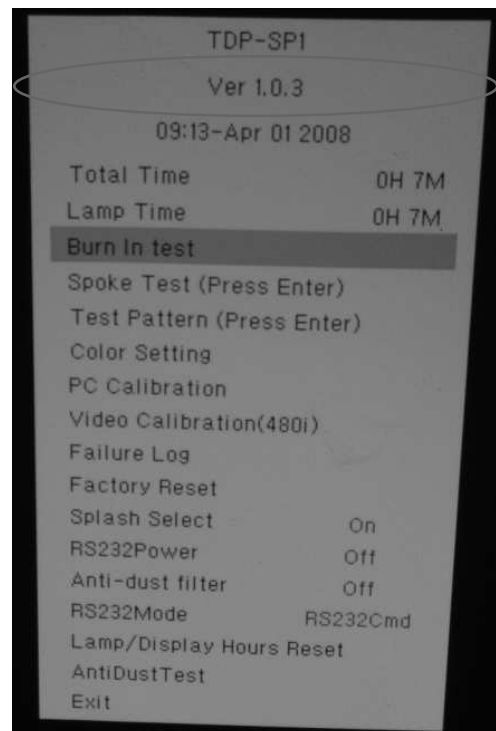 TDP-SP1
Ver 1.0.3
09:13-Apr 01 2008
Total Time 0H 7M
Lamp Time 0H 7M
Burn In test
Spoke Test (Press Enter)
Test Pattern (Press Enter)
Color Setting
PC Calibration
Video Calibration(480i)
Failure Log
Factory Reset
Splash Select On
RS232Power Off
Anti-dust filter Off
RS232Mode RS232Cmd
Lamp/Display Hours Reset
AntiDustTest
Exit